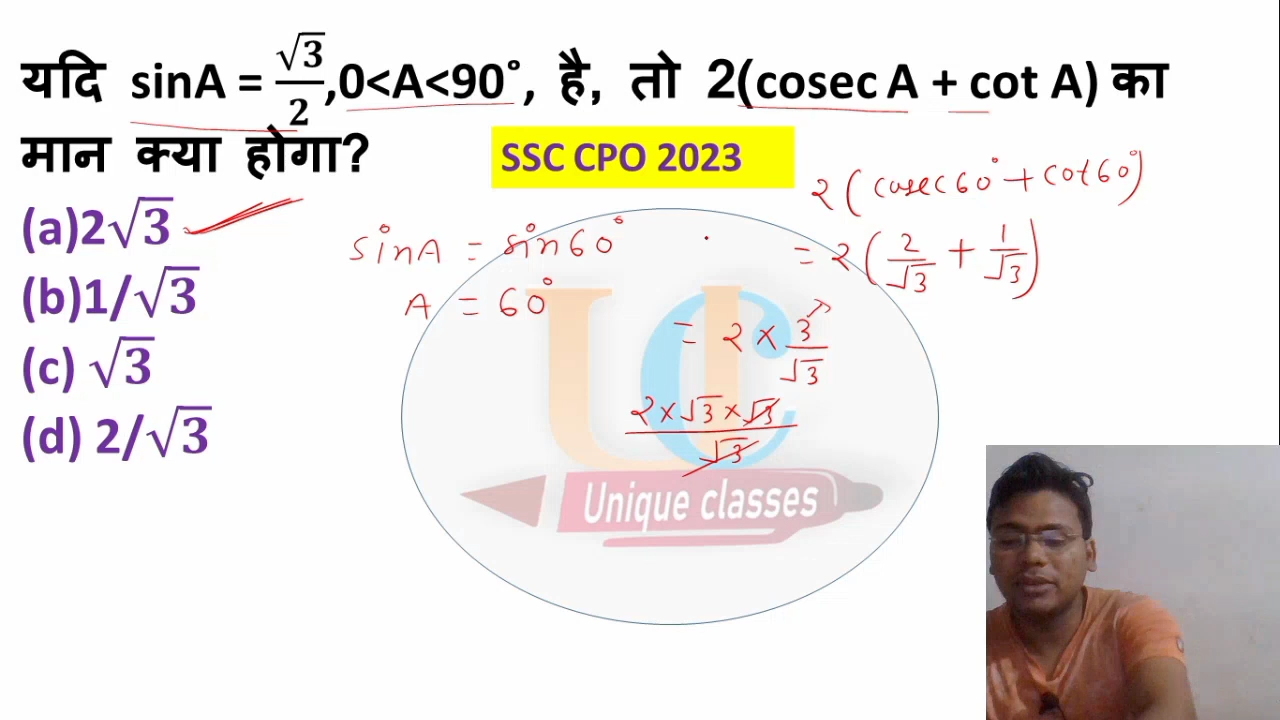 यदि sinA = √3/2 ,0<A<90°, है, तो 2(cosec A + cot A) का
मान क्या होगा?
SSC CPO 2023
(a)2√3
(b)1/√3
(c) √3
(d) 2/√3
sinA = sin60°
A = 60°
2 (cosec60° + cot60°)
= 2 (2/√3 + 1/√3)
= 2 × 3/√3
2 × √3 × √3 / √3
UC
Unique classes